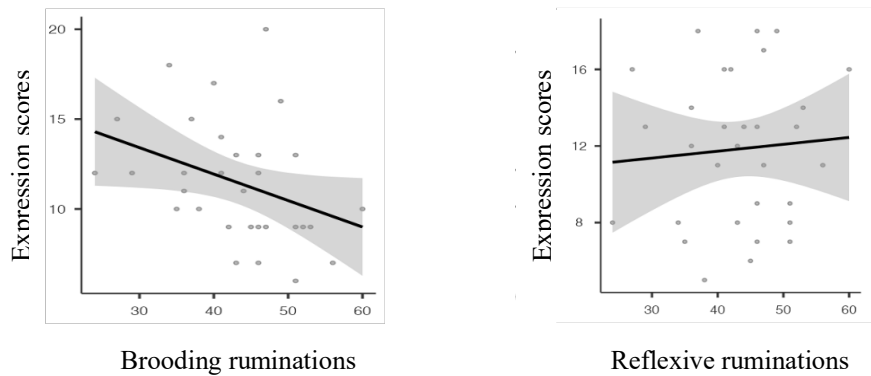 Expression scores
20
15
10
30 40 50 60
Brooding ruminations
Expression scores
16
12
8
30 40 50 60
Reflexive ruminations